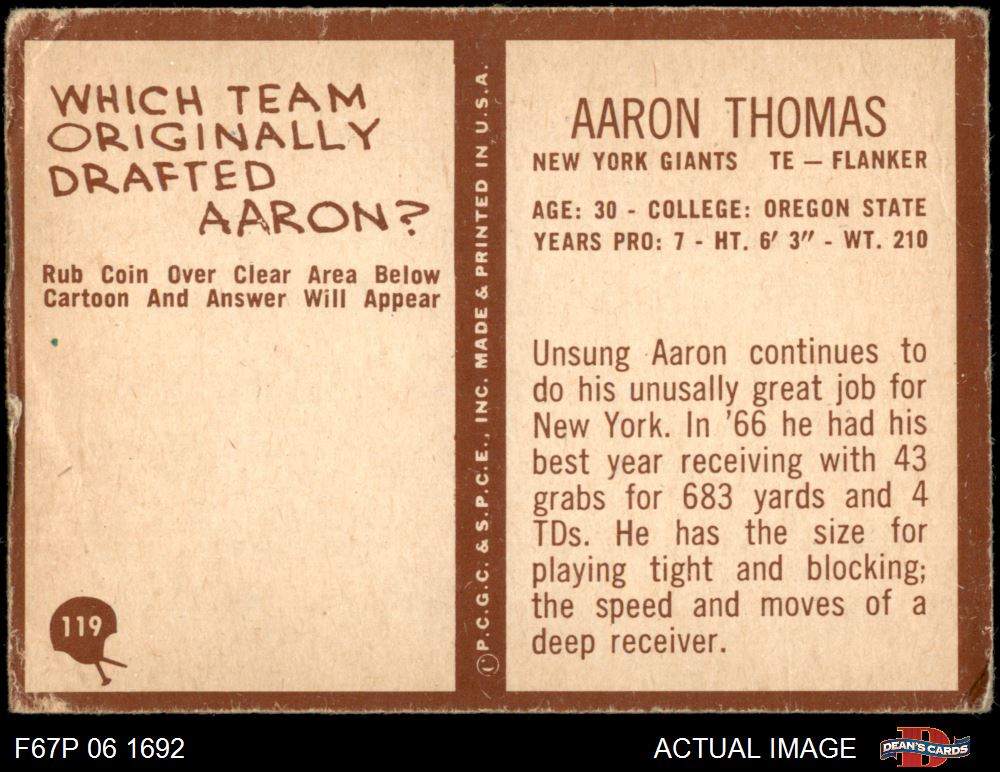 WHICH TEAM
ORIGINALLY
DRAFTED
AARON?
Rub Coin Over Clear Area Below
Cartoon And Answer Will Appear
119
© P.C.G.C. & S.P.C.E., INC. MADE & PRINTED IN U.S.A.
AARON THOMAS
NEW YORK GIANTS TE — FLANKER
AGE: 30 - COLLEGE: OREGON STATE
YEARS PRO: 7 - HT. 6′ 3″ - WT. 210
Unsung Aaron continues to
do his unusually great job for
New York. In ’66 he had his
best year receiving with 43
grabs for 683 yards and 4
TDs. He has the size for
playing tight and blocking;
the speed and moves of a
deep receiver.
F67P 06 1692
ACTUAL IMAGE
D
DEAN'S CARDS